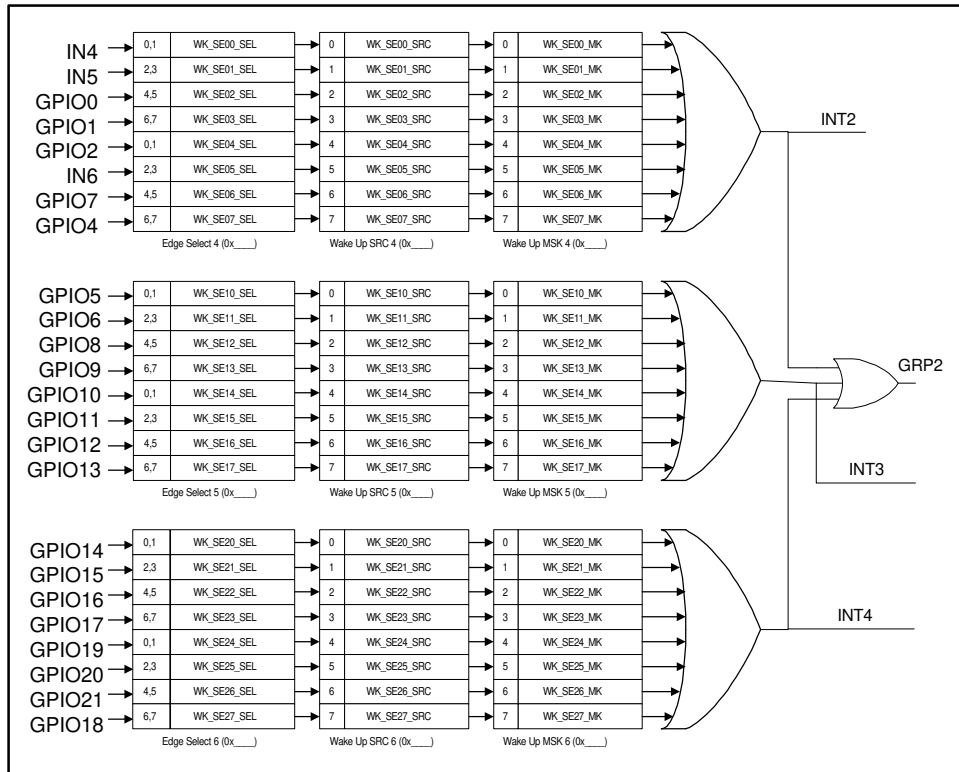 IN4 0,1 WK_SE00_SEL 0 WK_SE00_SRC 0 WK_SE00_MK
IN5 2,3 WK_SE01_SEL 1 WK_SE01_SRC 1 WK_SE01_MK
GPIO0 4,5 WK_SE02_SEL 2 WK_SE02_SRC 2 WK_SE02_MK
GPIO1 6,7 WK_SE03_SEL 3 WK_SE03_SRC 3 WK_SE03_MK
INT2
GPIO2 0,1 WK_SE04_SEL 4 WK_SE04_SRC 4 WK_SE04_MK
IN6 2,3 WK_SE05_SEL 5 WK_SE05_SRC 5 WK_SE05_MK
GPIO7 4,5 WK_SE06_SEL 6 WK_SE06_SRC 6 WK_SE06_MK
GPIO4 6,7 WK_SE07_SEL 7 WK_SE07_SRC 7 WK_SE07_MK
Edge Select 4 (0x____) Wake Up SRC 4 (0x____) Wake Up MSK 4 (0x____)
GPIO5 0,1 WK_SE10_SEL 0 WK_SE10_SRC 0 WK_SE10_MK
GPIO6 2,3 WK_SE11_SEL 1 WK_SE11_SRC 1 WK_SE11_MK
GPIO8 4,5 WK_SE12_SEL 2 WK_SE12_SRC 2 WK_SE12_MK
GPIO9 6,7 WK_SE13_SEL 3 WK_SE13_SRC 3 WK_SE13_MK
GRP2
GPIO10 0,1 WK_SE14_SEL 4 WK_SE14_SRC 4 WK_SE14_MK
GPIO11 2,3 WK_SE15_SEL 5 WK_SE15_SRC 5 WK_SE15_MK
GPIO12 4,5 WK_SE16_SEL 6 WK_SE16_SRC 6 WK_SE16_MK
GPIO13 6,7 WK_SE17_SEL 7 WK_SE17_SRC 7 WK_SE17_MK
INT3
Edge Select 5 (0x____) Wake Up SRC 5 (0x____) Wake Up MSK 5 (0x____)
GPIO14 0,1 WK_SE20_SEL 0 WK_SE20_SRC 0 WK_SE20_MK
GPIO15 2,3 WK_SE21_SEL 1 WK_SE21_SRC 1 WK_SE21_MK
GPIO16 4,5 WK_SE22_SEL 2 WK_SE22_SRC 2 WK_SE22_MK
GPIO17 6,7 WK_SE23_SEL 3 WK_SE23_SRC 3 WK_SE23_MK
INT4
GPIO19 0,1 WK_SE24_SEL 4 WK_SE24_SRC 4 WK_SE24_MK
GPIO20 2,3 WK_SE25_SEL 5 WK_SE25_SRC 5 WK_SE25_MK
GPIO21 4,5 WK_SE26_SEL 6 WK_SE26_SRC 6 WK_SE26_MK
GPIO18 6,7 WK_SE27_SEL 7 WK_SE27_SRC 7 WK_SE27_MK
Edge Select 6 (0x____) Wake Up SRC 6 (0x____) Wake Up MSK 6 (0x____)